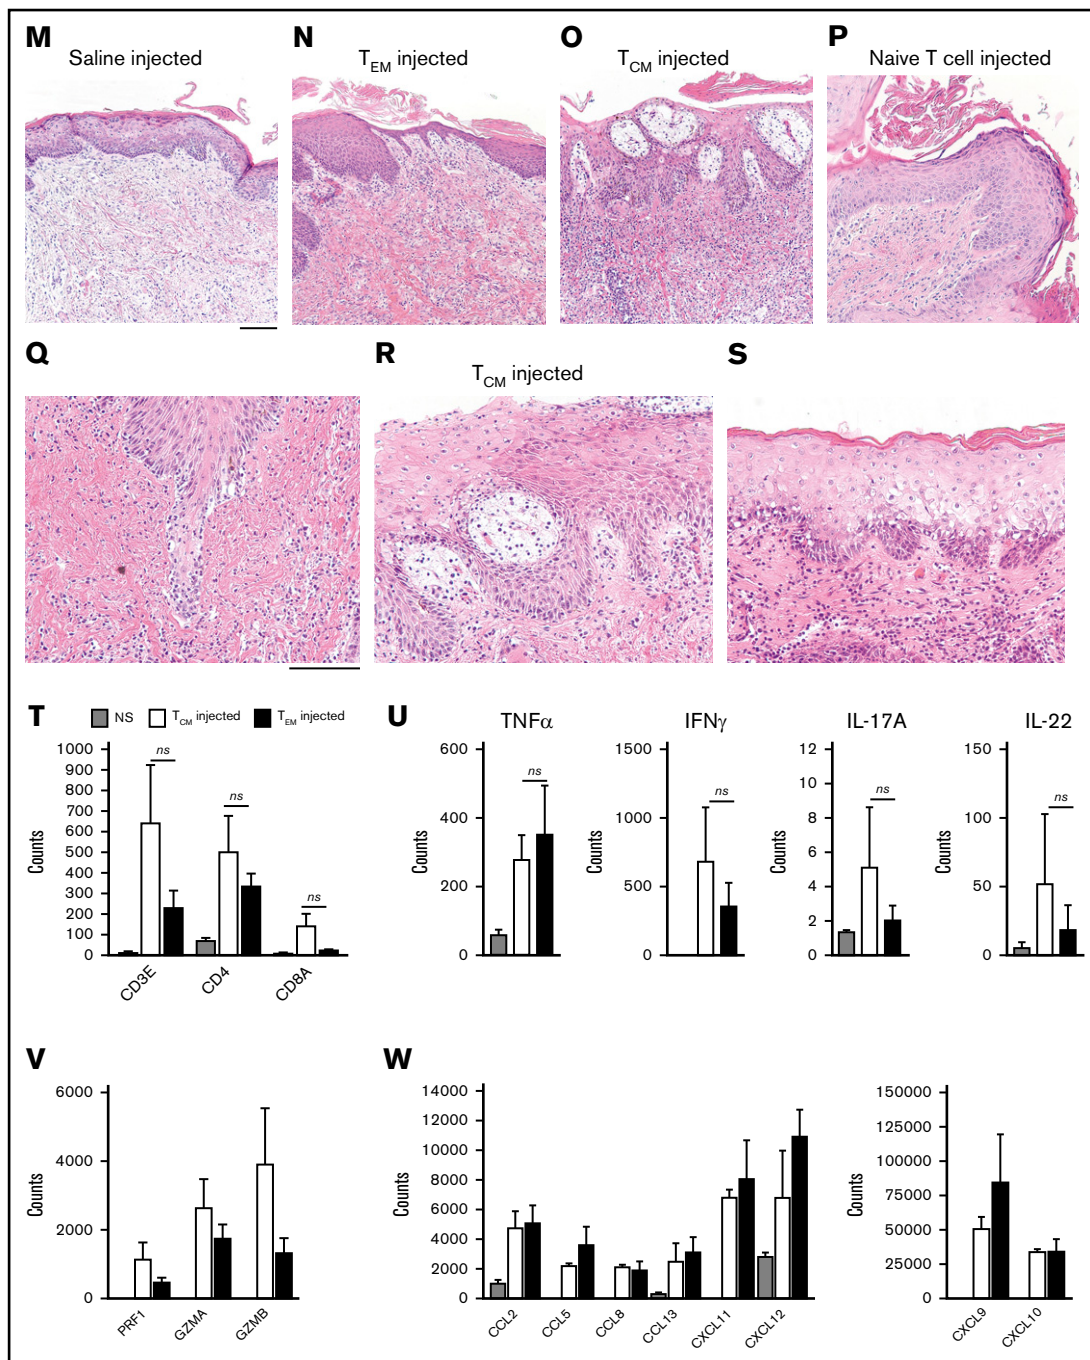 M
Saline injected
N
T_EM injected
O
T_CM injected
P
Naive T cell injected
Q
R
T_CM injected
S
T
NS
T_CM injected
T_EM injected
1000
900
800
700
600
500
400
300
200
100
0
Counts
ns
ns
ns
CD3E
CD4
CD8A
U
TNFα
600
400
200
0
Counts
ns
IFNγ
1500
1000
500
0
Counts
ns
IL-17A
12
10
8
6
4
2
0
Counts
ns
IL-22
150
100
50
0
Counts
ns
V
6000
4000
2000
0
Counts
PRF1
GZMA
GZMB
W
14000
12000
10000
8000
6000
4000
2000
0
Counts
CCL2
CCL5
CCL8
CCL13
CXCL11
CXCL12
150000
125000
100000
75000
50000
25000
0
Counts
CXCL9
CXCL10